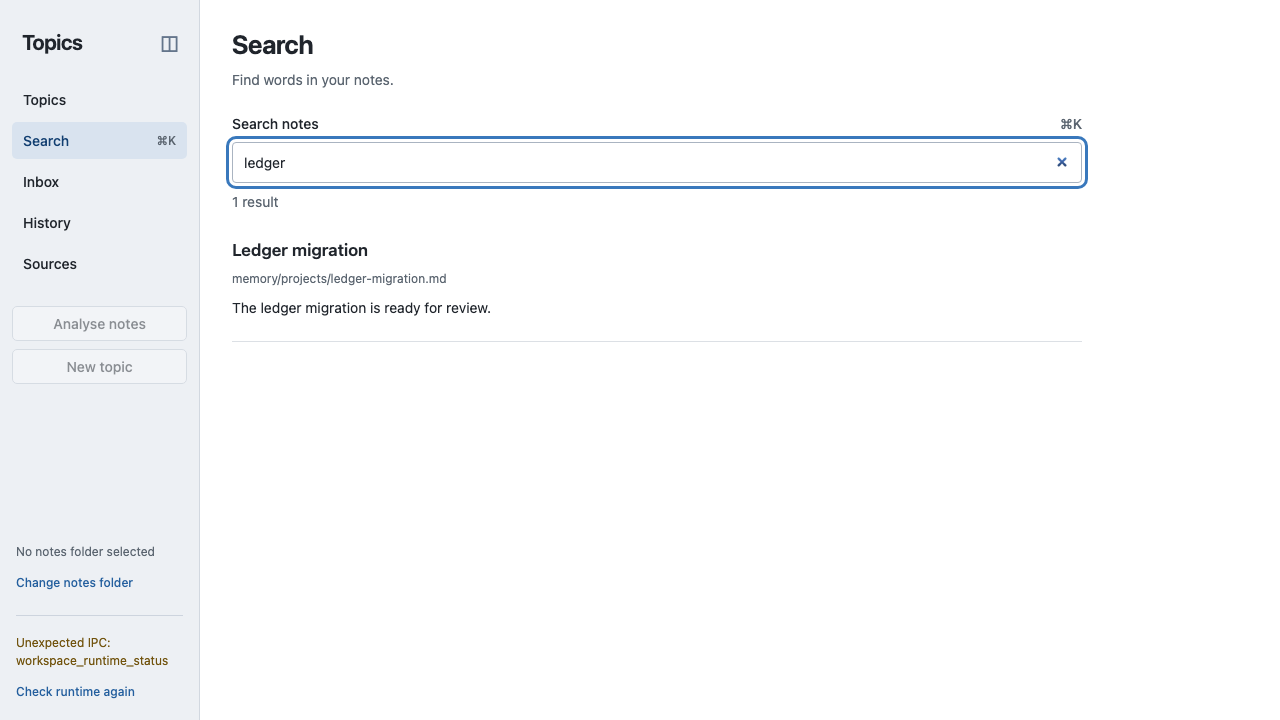 Topics
Topics
Search ⌘K
Inbox
History
Sources
Analyse notes
New topic
No notes folder selected
Change notes folder
Unexpected IPC:
workspace_runtime_status
Check runtime again
Search
Find words in your notes.
Search notes ⌘K
ledger
1 result
Ledger migration
memory/projects/ledger-migration.md
The ledger migration is ready for review.